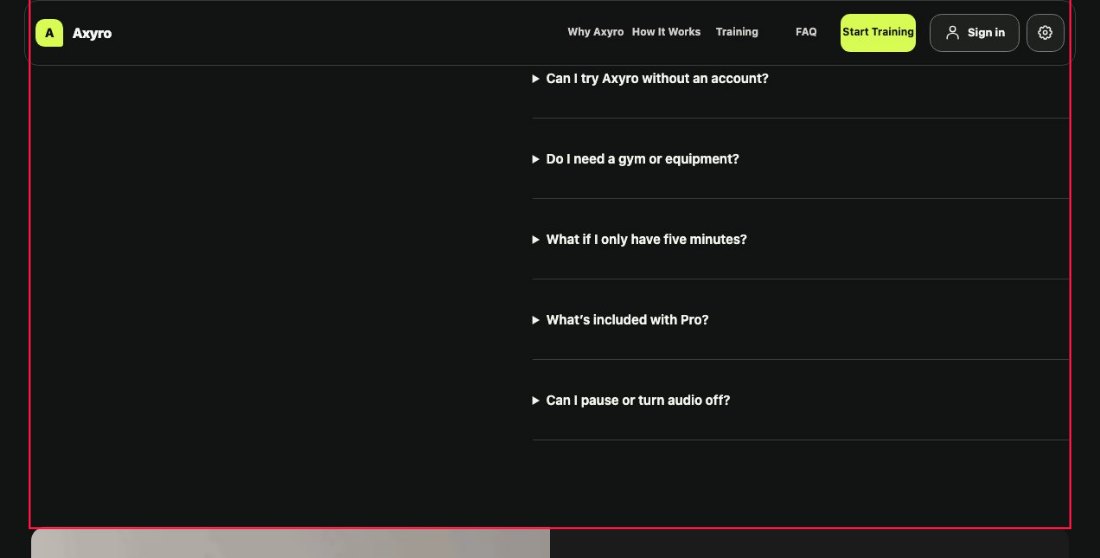 A Axyro Why Axyro How It Works Training FAQ Start Training Sign in
Can I try Axyro without an account?
Do I need a gym or equipment?
What if I only have five minutes?
What's included with Pro?
Can I pause or turn audio off?